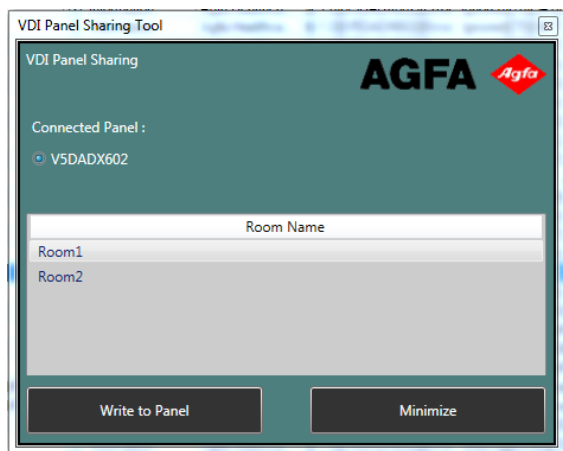 VDI Panel Sharing Tool
VDI Panel Sharing
AGFA Agfa
Connected Panel :
V5DADX602
Room Name
Room1
Room2
Write to Panel
Minimize